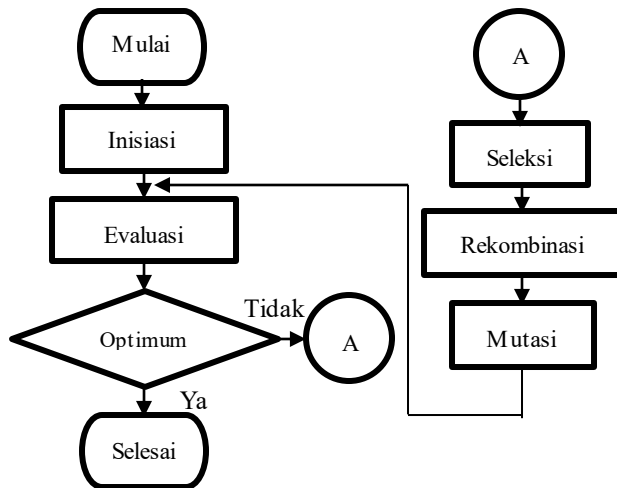 Mulai
Inisiasi
Evaluasi
Optimum
Tidak
A
Ya
Selesai
A
Seleksi
Rekombinasi
Mutasi